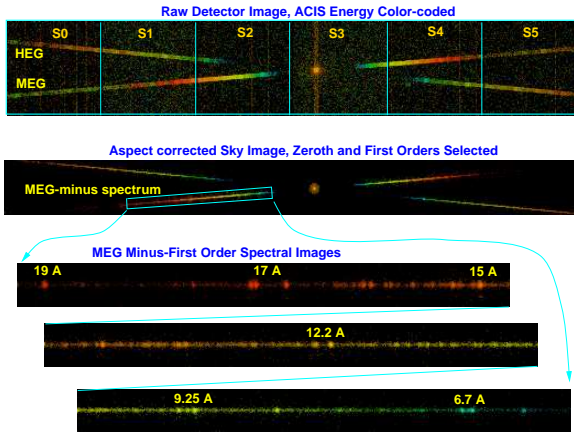 Raw Detector Image, ACIS Energy Color-coded
S0 S1 S2 S3 S4 S5
HEG
MEG
Aspect corrected Sky Image, Zeroth and First Orders Selected
MEG-minus spectrum
MEG Minus-First Order Spectral Images
19 A 17 A 15 A
12.2 A
9.25 A 6.7 A